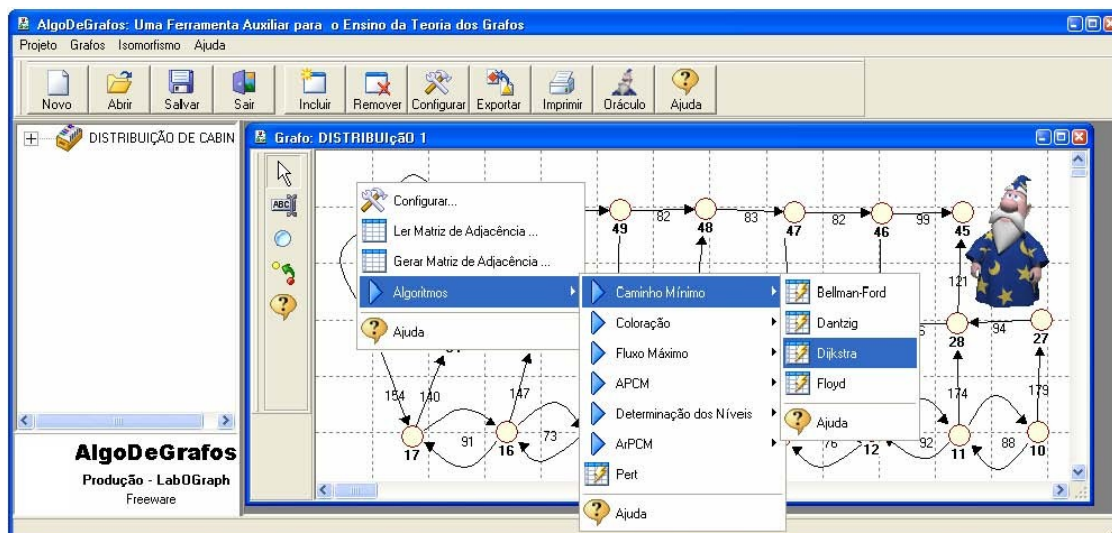 AlgoDeGrafos: Uma Ferramenta Auxiliar para o Ensino da Teoria dos Grafos
Projeto Grafos Isomorfismo Ajuda
Novo Abrir Salvar Sair Incluir Remover Configurar Exportar Imprimir Oráculo Ajuda
DISTRIBUIÇÃO DE CABIN
Grafo: DISTRIBUIçãO 1
ABC
Configurar...
Ler Matriz de Adjacência ...
Gerar Matriz de Adjacência ...
Algoritmos
Ajuda
Caminho Mínimo
Coloração
Fluxo Máximo
APCM
Determinação dos Níveis
ArPCM
Pert
Ajuda
Bellman-Ford
Dantzig
Dijkstra
Floyd
Ajuda
82 83 82 99
49 48 47 46 45
121
94
28 27
154 140 147 174 179
91 73 76 92 88
17 16 12 11 10
AlgoDeGrafos
Produção - LabOGraph
Freeware